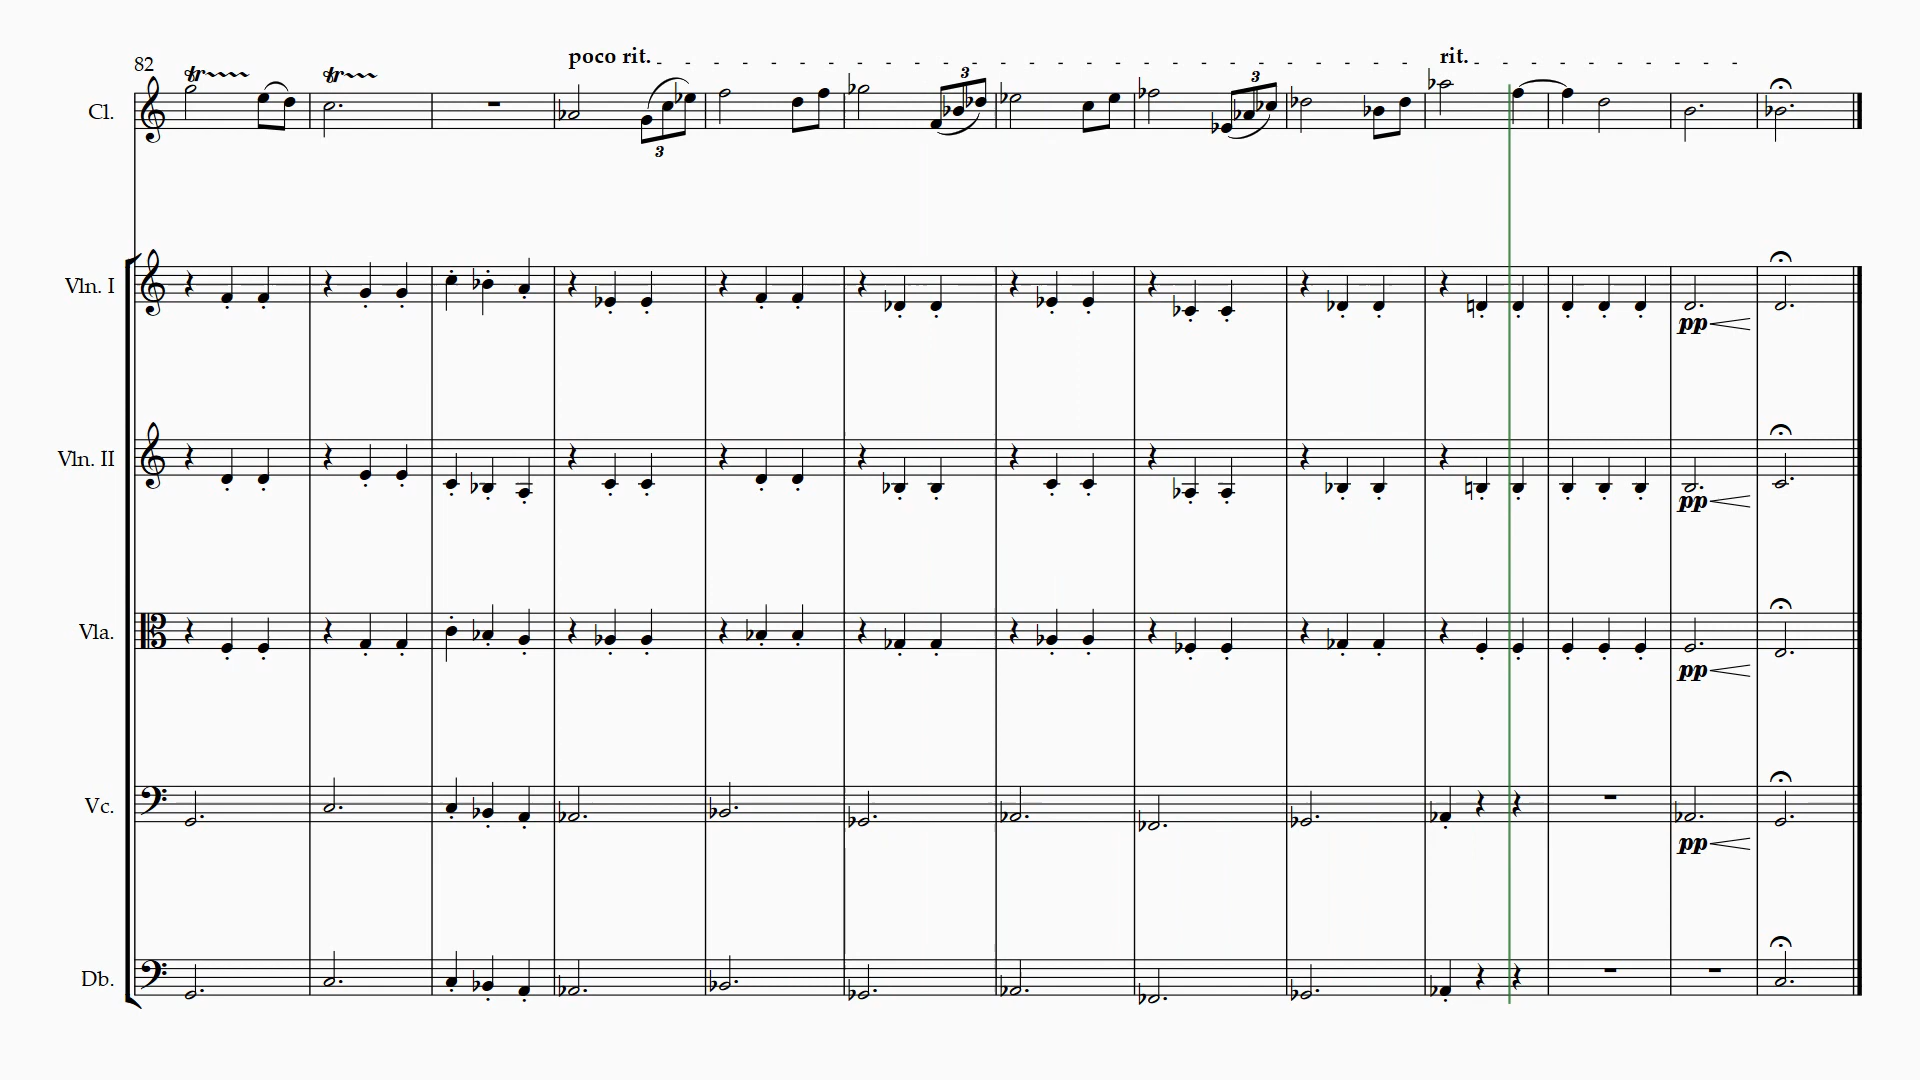 82
poco rit.
rit.
Cl.
3
3
3
Vln. I
pp
Vln. II
pp
Vla.
pp
Vc.
pp
Db.